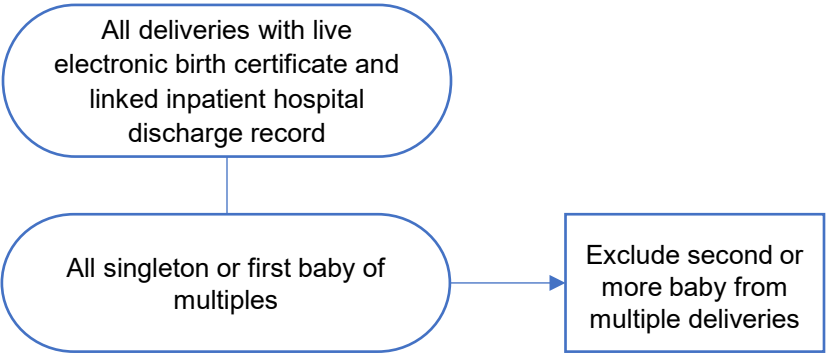 All deliveries with live
electronic birth certificate and
linked inpatient hospital
discharge record
All singleton or first baby of
multiples
Exclude second or
more baby from
multiple deliveries